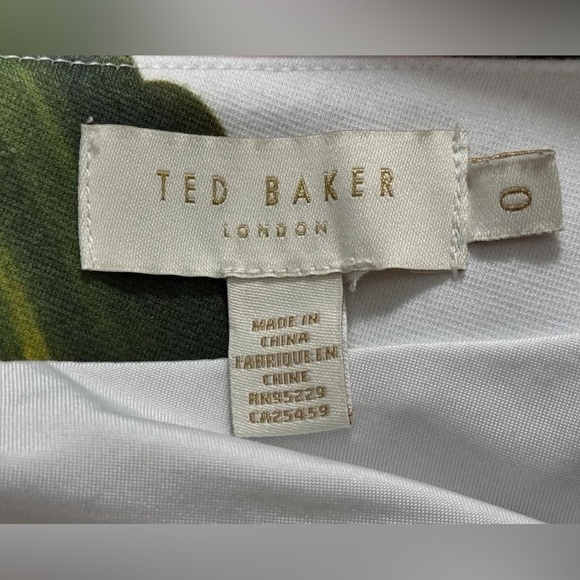 TED BAKER
LONDON
0
MADE IN
CHINA
FABRIQUE EN
CHINE
RN95229
CA25459